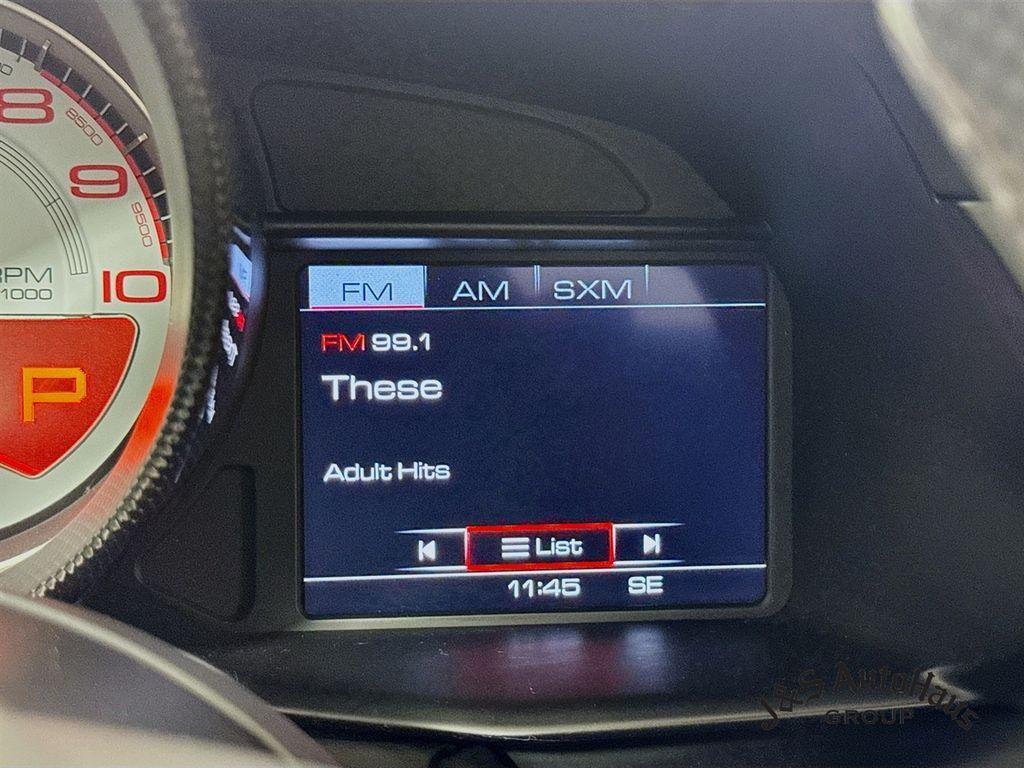 8
8500
9
9500
10
RPM
1000
P
FM AM SXM
FM 99.1
These
Adult Hits
List
11:45 SE
J&S AutoHaus
GROUP